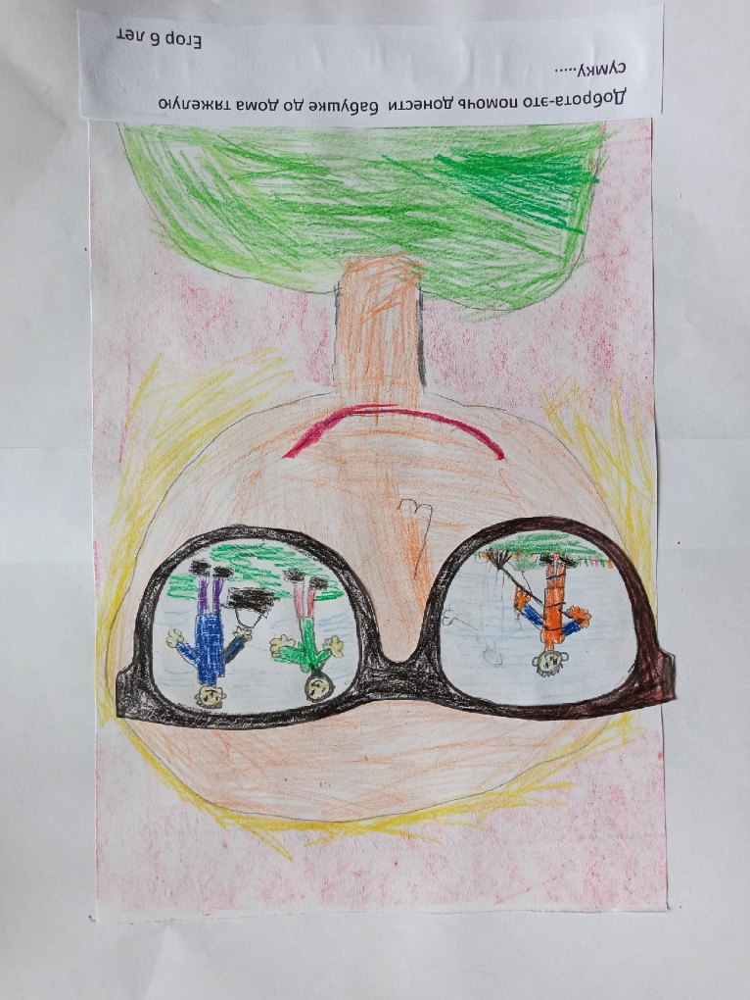 Доброта-это помочь донести бабушке до дома тяжелую
сумку.....
Егор 6 лет